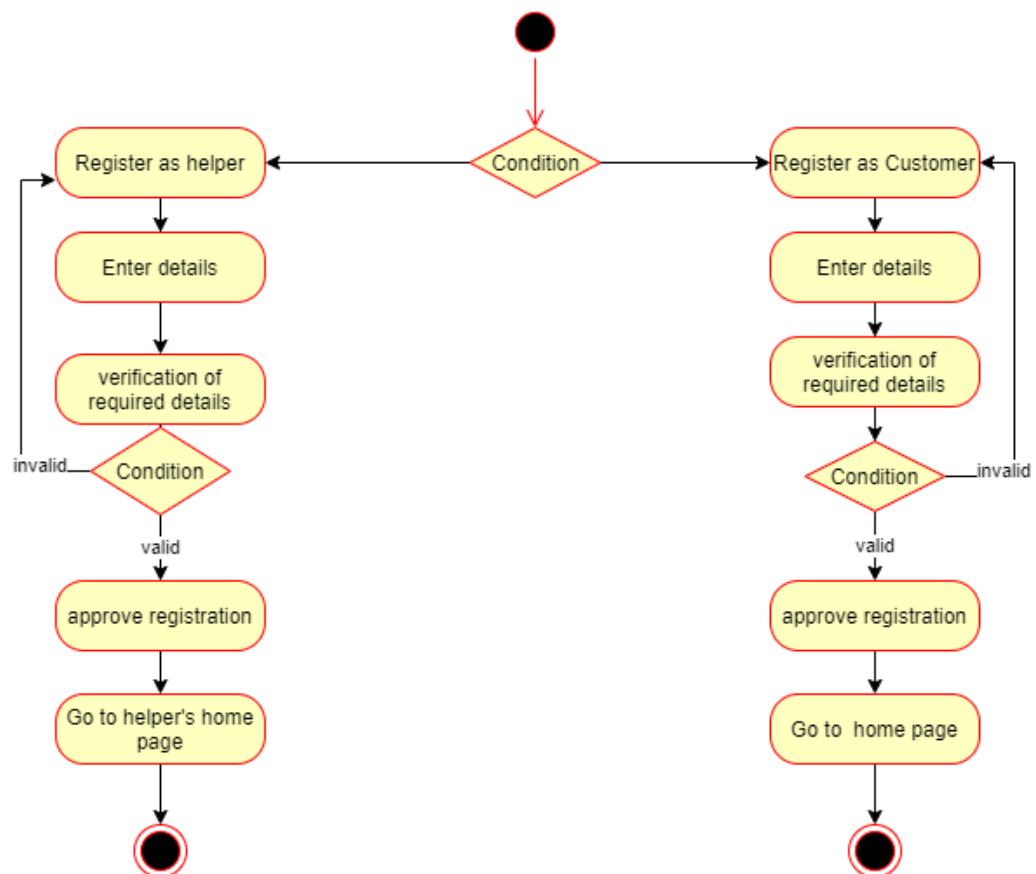 Condition
Register as helper
Enter details
verification of
required details
Condition
invalid
valid
approve registration
Go to helper's home
page
Register as Customer
Enter details
verification of
required details
Condition
invalid
valid
approve registration
Go to  home page